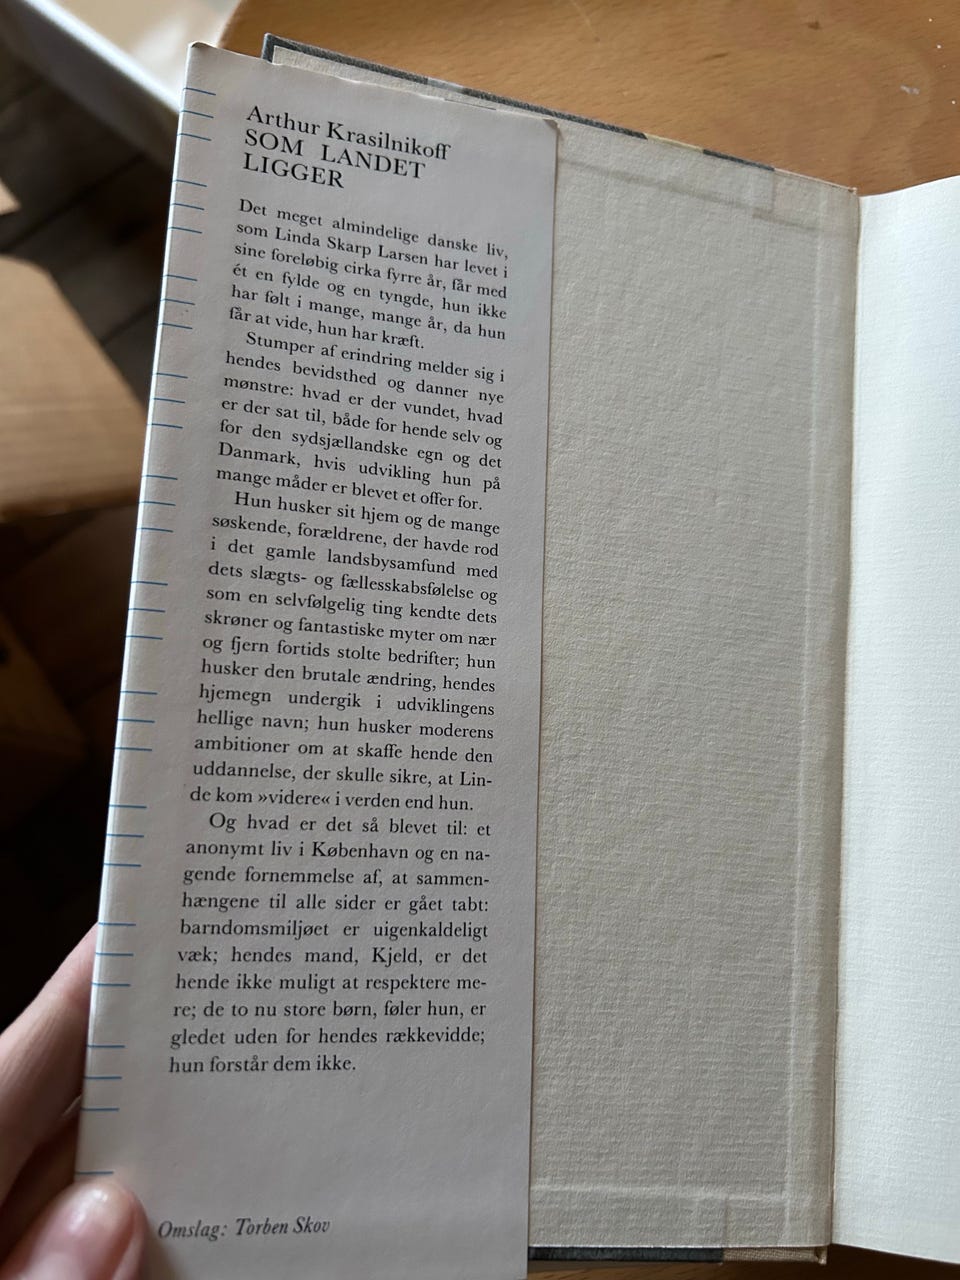 Arthur Krasilnikoff
SOM LANDET
LIGGER
Det meget almindelige danske liv,
som Linda Skarp Larsen har levet i
sine foreløbig cirka fyrre år, får med
ét en fylde og en tyngde, hun ikke
har følt i mange, mange år, da hun
får at vide, hun har kræft.
Stumper af erindring melder sig i
hendes bevidsthed og danner nye
mønstre: hvad er der vundet, hvad
er der sat til, både for hende selv og
for den sydsjællandske egn og det
Danmark, hvis udvikling hun på
mange måder er blevet et offer for.
Hun husker sit hjem og de mange
søskende, forældrene, der havde rod
i det gamle landsbysamfund med
dets slægts- og fællesskabsfølelse og
som en selvfølgelig ting kendte dets
skrøner og fantastiske myter om nær
og fjern fortids stolte bedrifter; hun
husker den brutale ændring, hendes
hjemegn undergik i udviklingens
hellige navn; hun husker moderens
ambitioner om at skaffe hende den
uddannelse, der skulle sikre, at Lin-
de kom »videre« i verden end hun.
Og hvad er det så blevet til: et
anonymt liv i København og en na-
gende fornemmelse af, at sammen-
hængene til alle sider er gået tabt:
barndomsmiljøet er uigenkaldeligt
væk; hendes mand, Kjeld, er det
hende ikke muligt at respektere me-
re; de to nu store børn, føler hun, er
gledet uden for hendes rækkevidde;
hun forstår dem ikke.
Omslag: Torben Skov